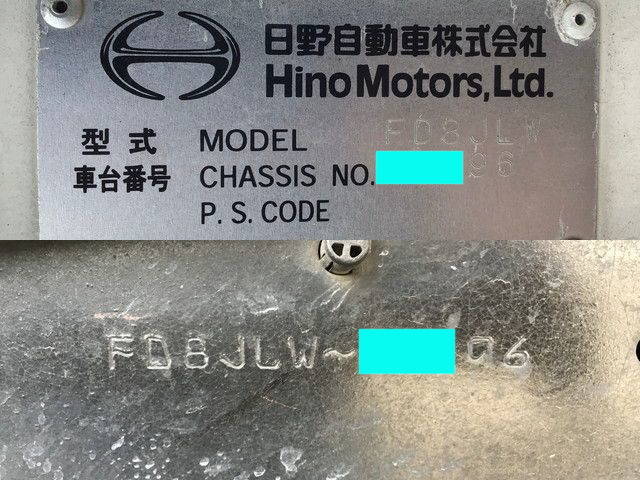 日野自動車株式会社
Hino Motors, Ltd.
型式 MODEL FD8JLW
車台番号 CHASSIS NO. 96
P.S. CODE
FD8JLW~ 96